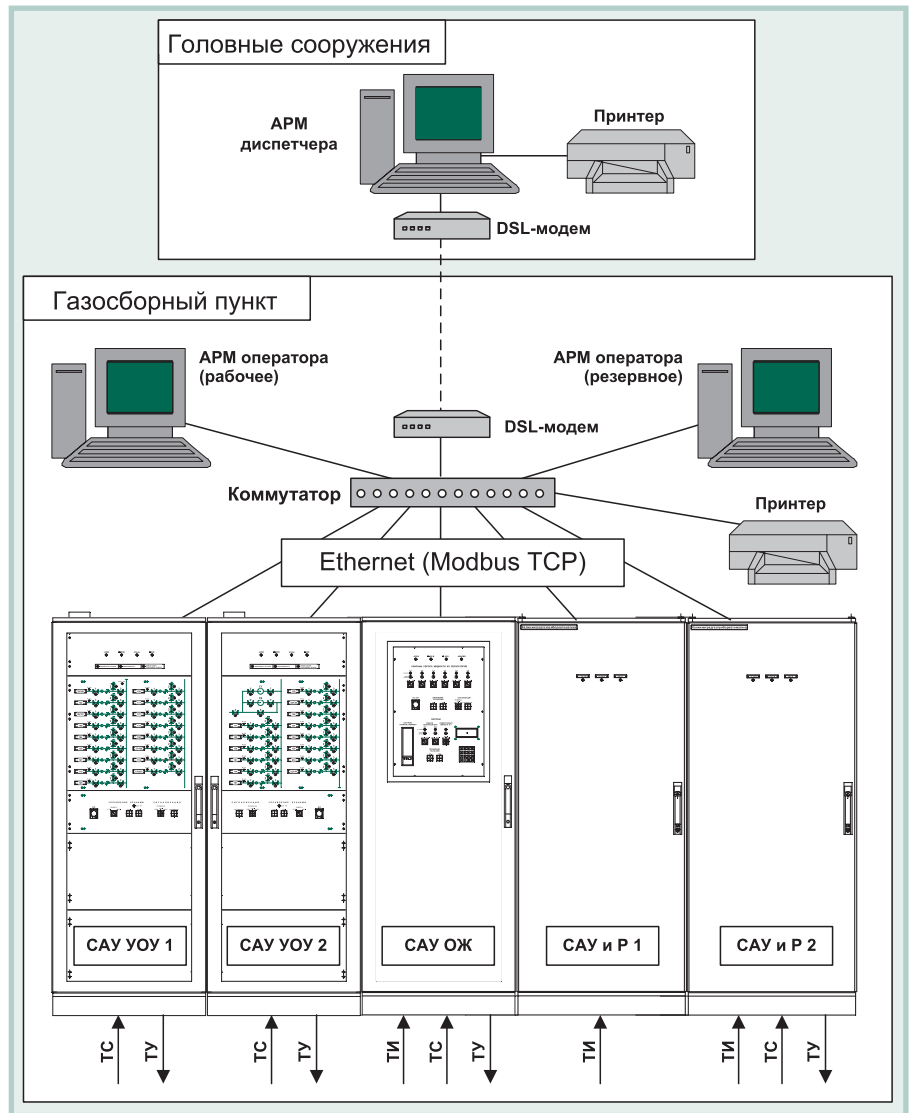 Головные сооружения
АРМ
диспетчера
Принтер
DSL-модем
Газосборный пункт
АРМ оператора
(рабочее)
АРМ оператора
(резервное)
DSL-модем
Коммутатор
Принтер
Ethernet (Modbus TCP)
САУ УОУ 1
САУ УОУ 2
САУ ОЖ
САУ и Р 1
САУ и Р 2
ТС
ТУ
ТС
ТУ
ТИ
ТС
ТУ
ТИ
ТИ
ТС
ТУ